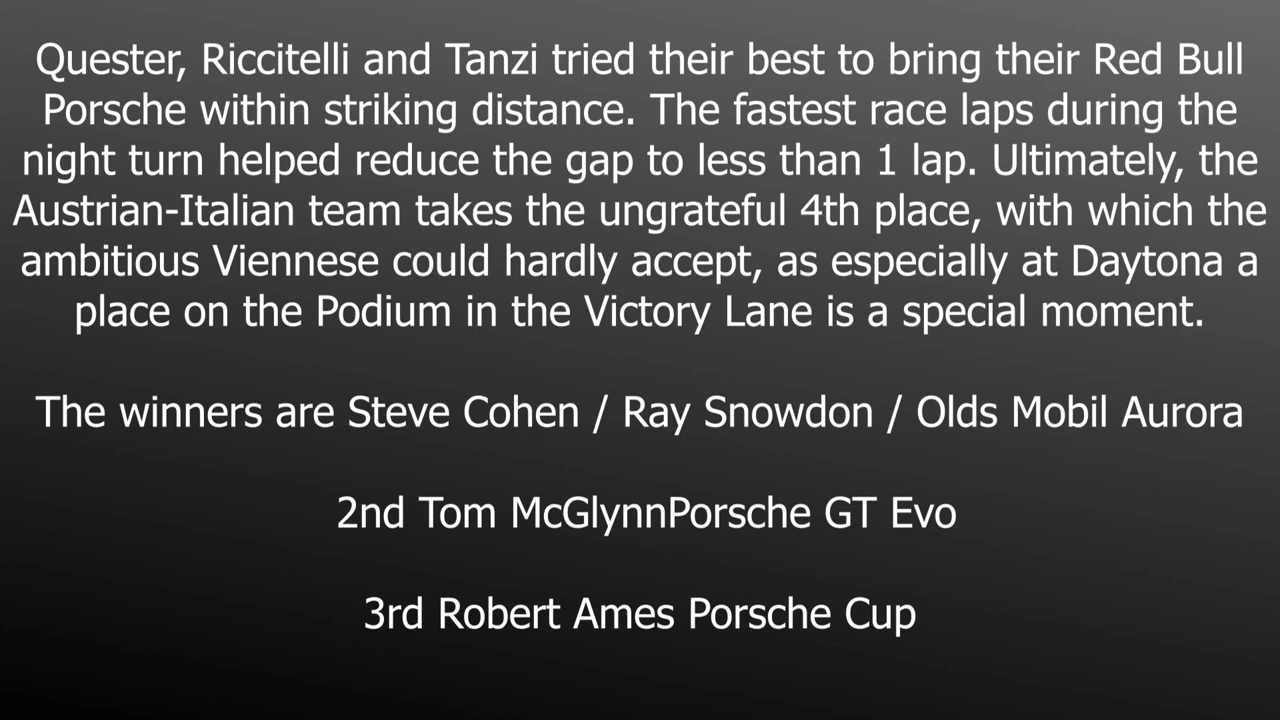 Quester, Riccitelli and Tanzi tried their best to bring their Red Bull
Porsche within striking distance. The fastest race laps during the
night turn helped reduce the gap to less than 1 lap. Ultimately, the
Austrian-Italian team takes the ungrateful 4th place, with which the
ambitious Viennese could hardly accept, as especially at Daytona a
place on the Podium in the Victory Lane is a special moment.
The winners are Steve Cohen / Ray Snowdon / Olds Mobil Aurora
2nd Tom McGlynnPorsche GT Evo
3rd Robert Ames Porsche Cup